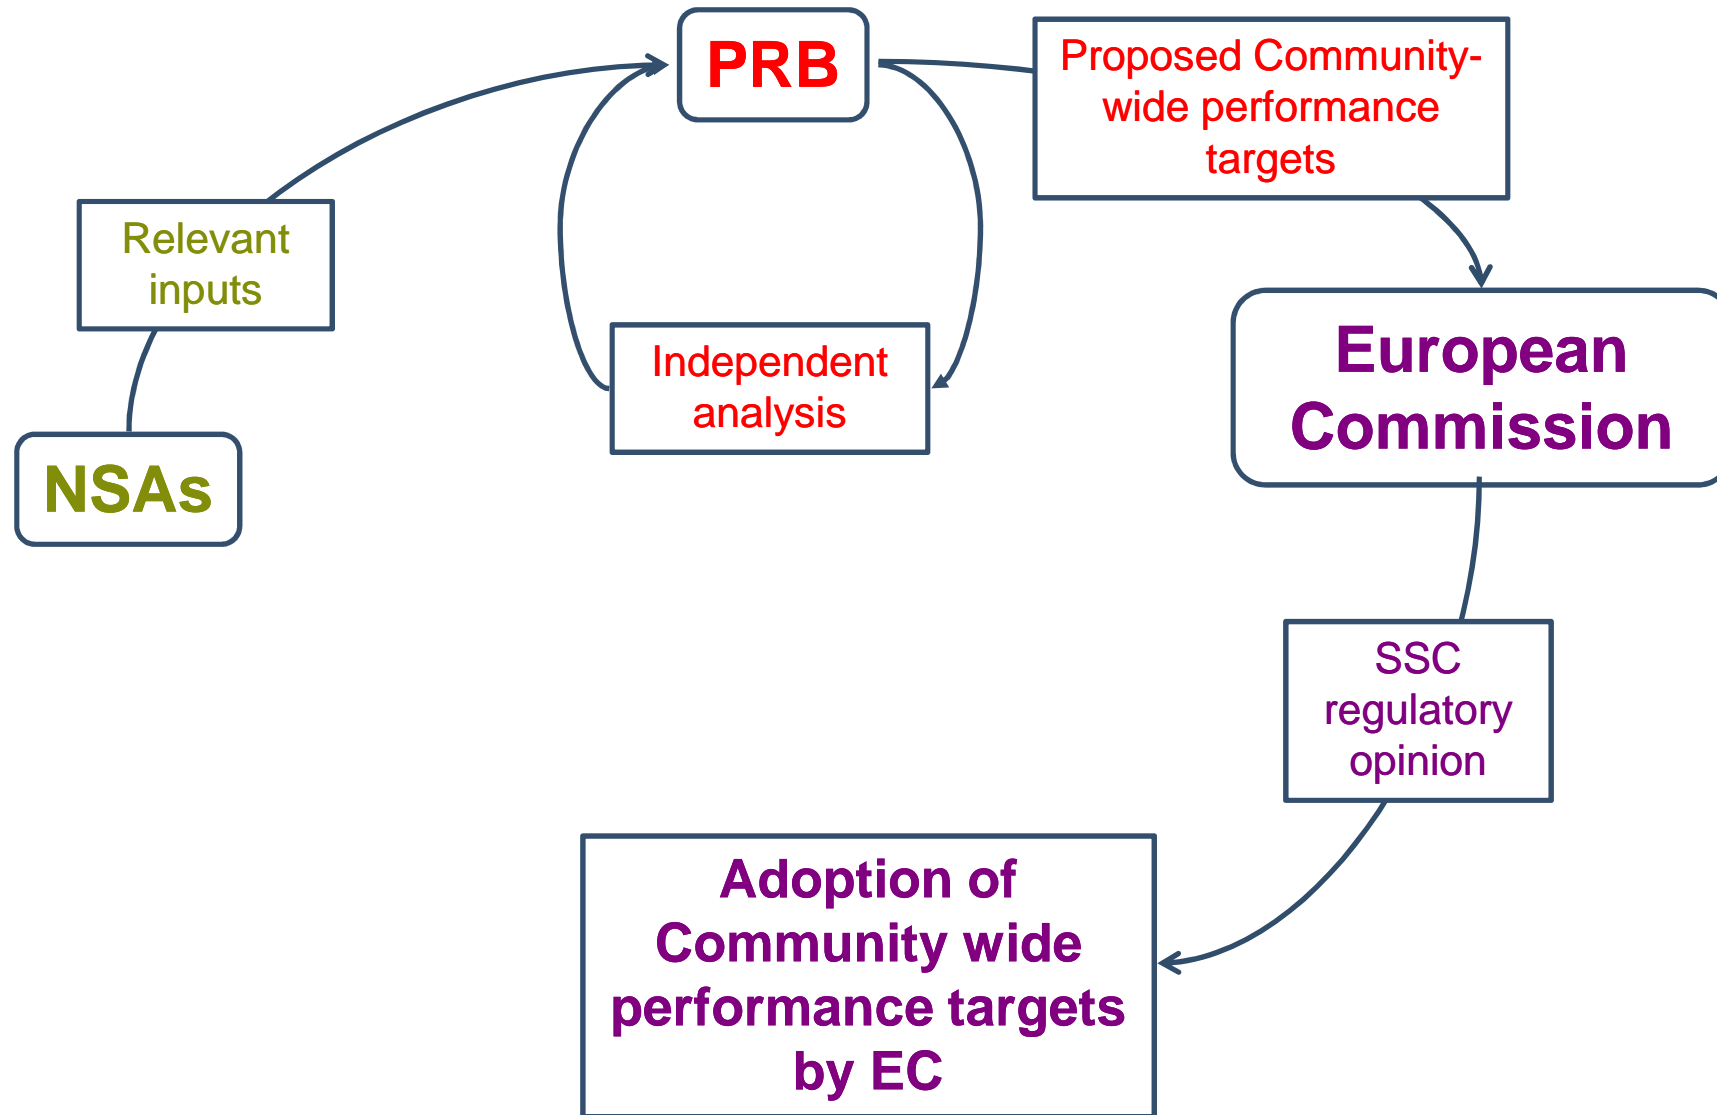 PRB
Proposed Community-
wide performance
targets
Relevant
inputs
Independent
analysis
European
Commission
NSAs
SSC
regulatory
opinion
Adoption of
Community wide
performance targets
by EC